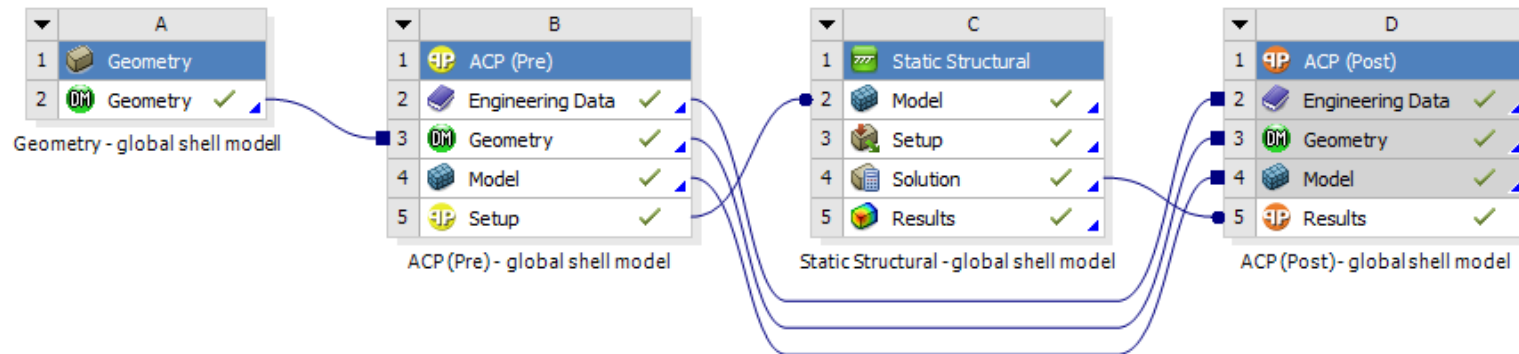 A
1 Geometry
2 DM Geometry
Geometry - global shell modell
B
1 ACP (Pre)
2 Engineering Data
3 DM Geometry
4 Model
5 Setup
ACP (Pre) - global shell model
C
1 Static Structural
2 Model
3 Setup
4 Solution
5 Results
Static Structural - global shell model
D
1 ACP (Post)
2 Engineering Data
3 DM Geometry
4 Model
5 Results
ACP (Post) - global shell model